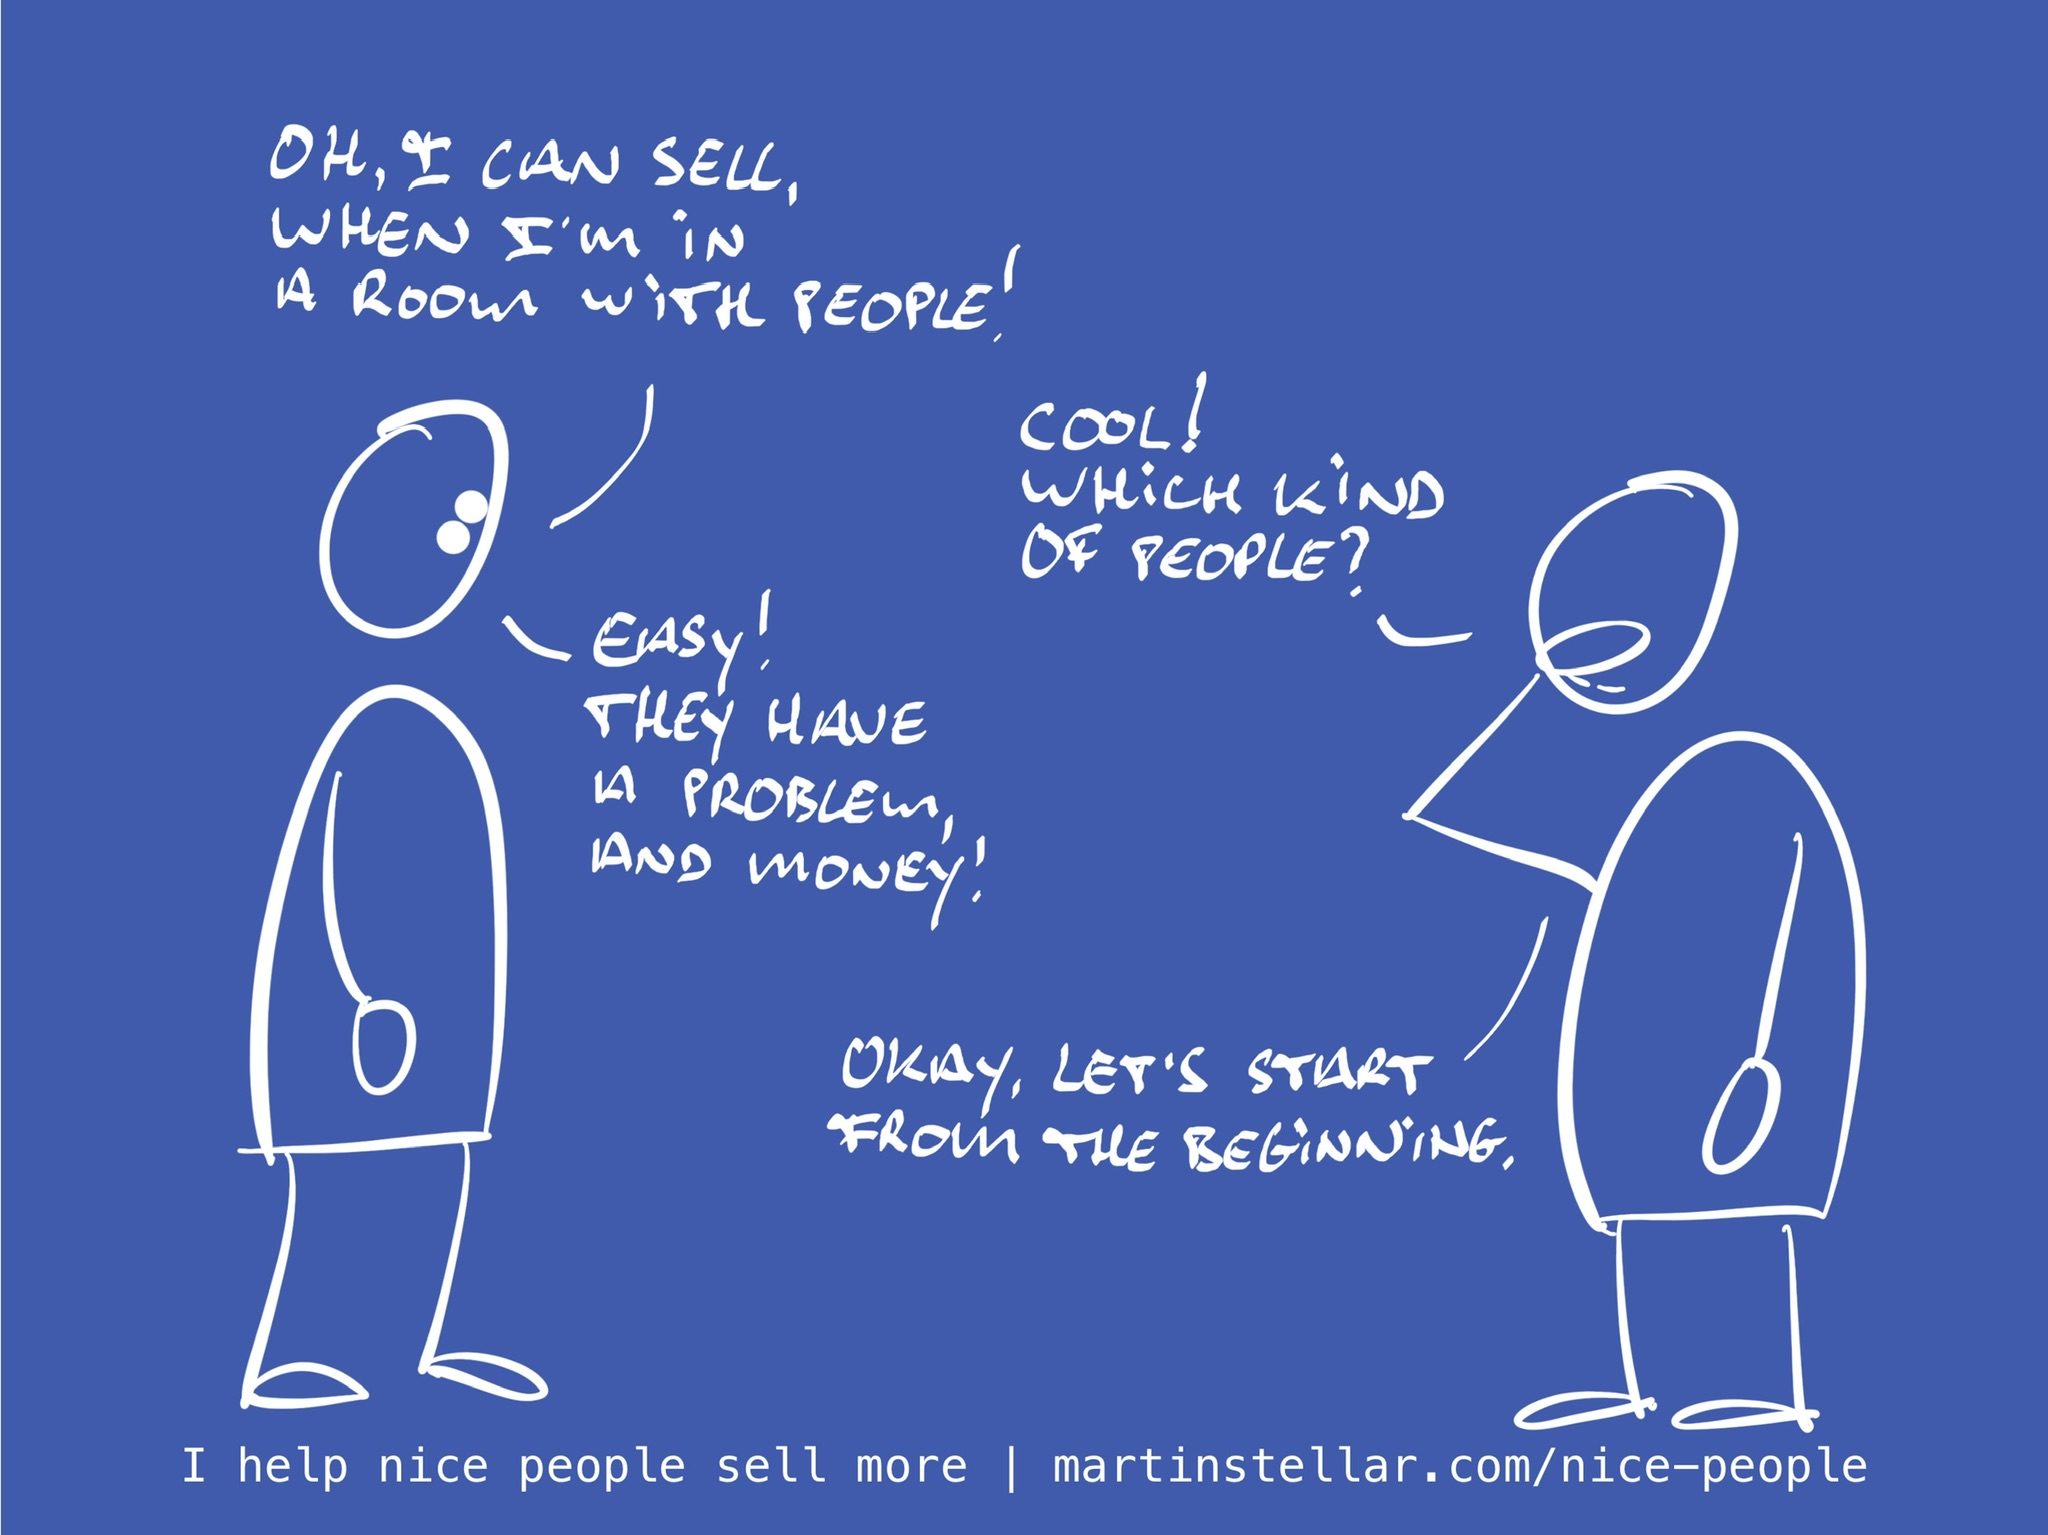 OH, I CAN SELL,
WHEN I'M IN
A ROOM WITH PEOPLE!
COOL!
WHICH KIND
OF PEOPLE?
EASY!
THEY HAVE
A PROBLEM,
AND MONEY!
OKAY, LET'S START
FROM THE BEGINNING.
I help nice people sell more | martinstellar.com/nice-people